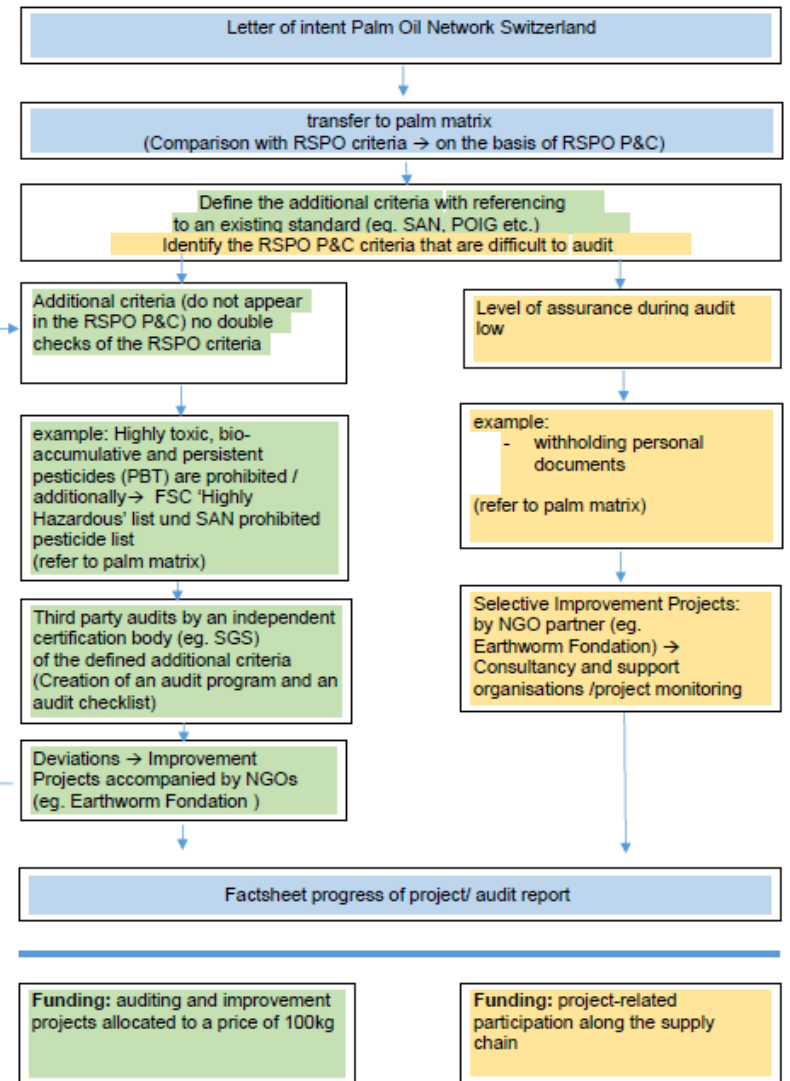 Letter of intent Palm Oil Network Switzerland
transfer to palm matrix
(Comparison with RSPO criteria → on the basis of RSPO P&C)
Define the additional criteria with referencing
to an existing standard (eg. SAN, POIG etc.)
Identify the RSPO P&C criteria that are difficult to audit
Additional criteria (do not appear
in the RSPO P&C) no double
checks of the RSPO criteria
Level of assurance during audit
low
example: Highly toxic, bio-
accumulative and persistent
pesticides (PBT) are prohibited /
additionally→ FSC ‘Highly
Hazardous’ list und SAN prohibited
pesticide list
(refer to palm matrix)
example:
- withholding personal
documents
(refer to palm matrix)
Third party audits by an independent
certification body (eg. SGS)
of the defined additional criteria
(Creation of an audit program and an
audit checklist)
Selective Improvement Projects:
by NGO partner (eg.
Earthworm Fondation) →
Consultancy and support
organisations /project monitoring
Deviations → Improvement
Projects accompanied by NGOs
(eg. Earthworm Fondation )
Factsheet progress of project/ audit report
Funding: auditing and improvement
projects allocated to a price of 100kg
Funding: project-related
participation along the supply
chain